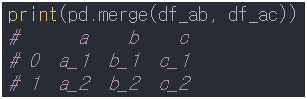 print(pd.merge(df_ab, df_ac))
#      a    b    c
# 0  a_1  b_1  c_1
# 1  a_2  b_2  c_2